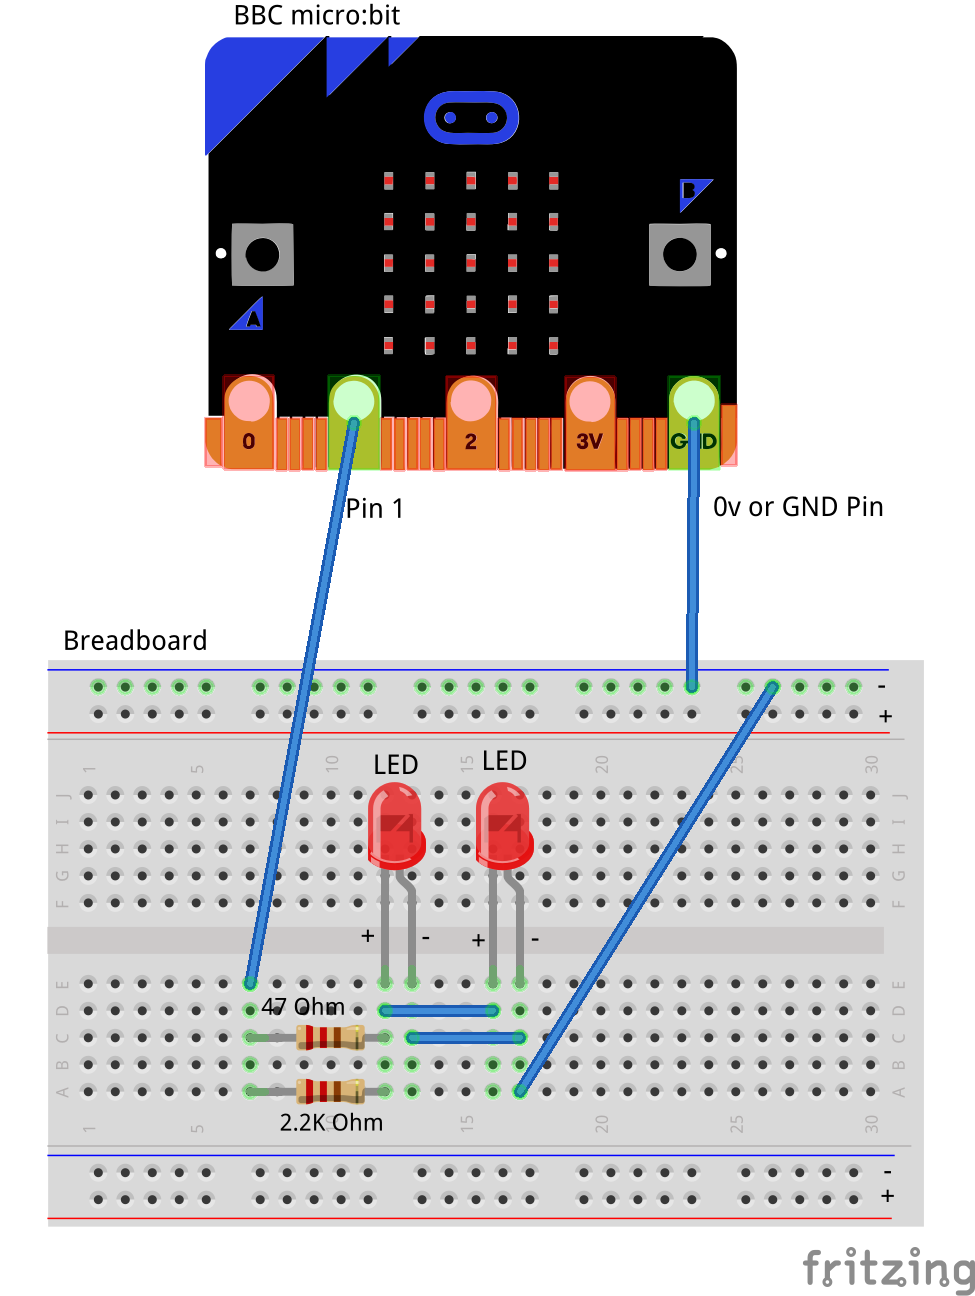 BBC micro:bit
B
A
0
2
3V
GND
Pin 1
0v or GND Pin
Breadboard
-
+
LED
LED
1 5 10 15 20 25 30
J J
I I
H H
G G
F F
+ - + -
E E
47 Ohm
D D
C C
B B
A A
2.2K Ohm
1 5 10 15 20 25 30
-
+
fritzing